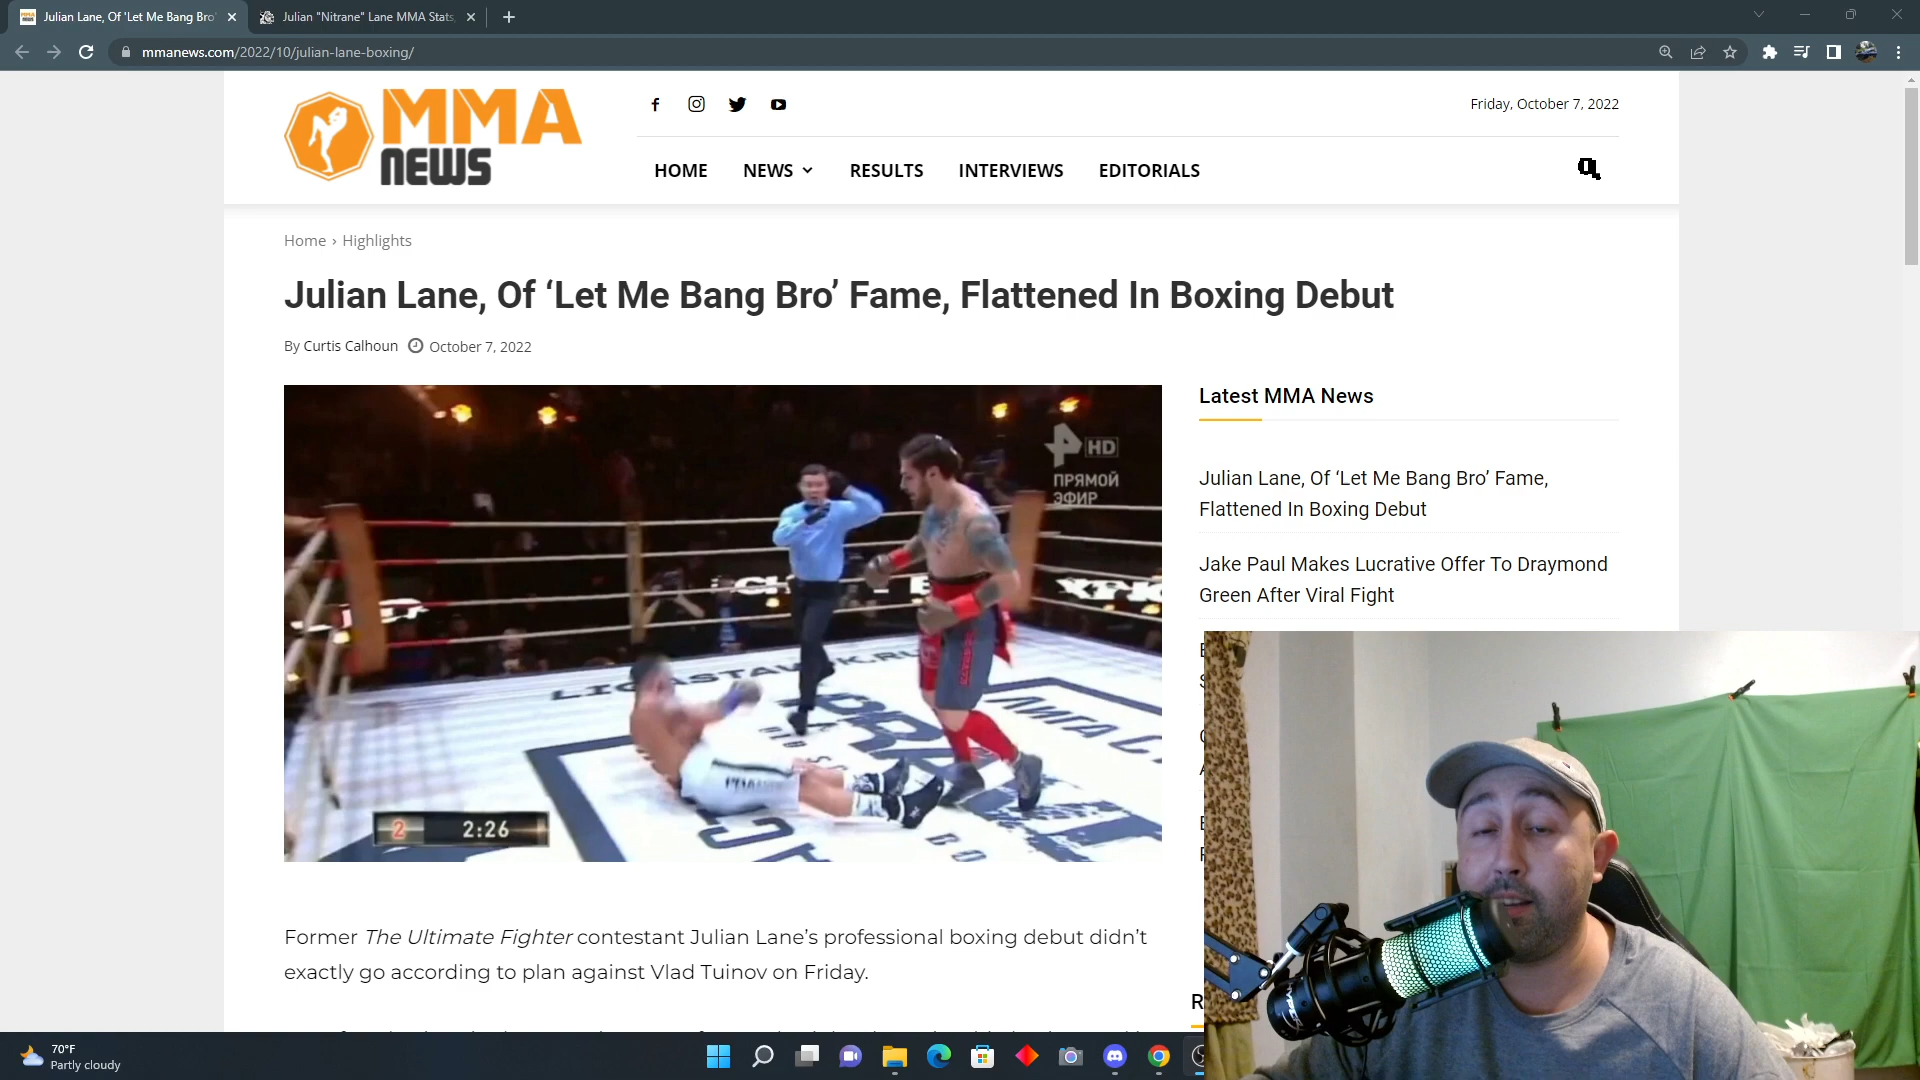 Julian Lane, Of 'Let Me Bang Bro'
Julian "Nitrane" Lane MMA Stats,
mmanews.com/2022/10/julian-lane-boxing/
MMA
NEWS
Friday, October 7, 2022
HOME
NEWS
RESULTS
INTERVIEWS
EDITORIALS
Home › Highlights
Julian Lane, Of ‘Let Me Bang Bro’ Fame, Flattened In Boxing Debut
By Curtis Calhoun
October 7, 2022
HD
ПРЯМОЙ
ЭФИР
2
2:26
Latest MMA News
Julian Lane, Of ‘Let Me Bang Bro’ Fame,
Flattened In Boxing Debut
Jake Paul Makes Lucrative Offer To Draymond
Green After Viral Fight
Former The Ultimate Fighter contestant Julian Lane’s professional boxing debut didn’t
exactly go according to plan against Vlad Tuinov on Friday.
HYPERX
70°F
Partly cloudy